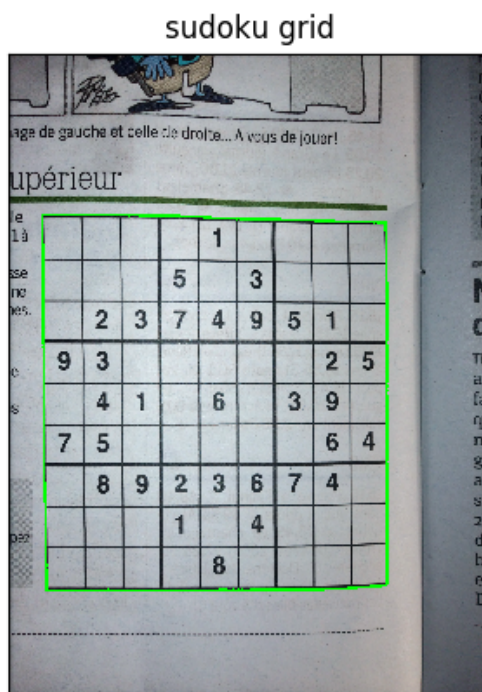 sudoku grid
age de gauche et celle de droite... A vous de jouer!
upérieur
1
5 3
2 3 7 4 9 5 1
9 3 2 5
4 1 6 3 9
7 5 6 4
8 9 2 3 6 7 4
1 4
8